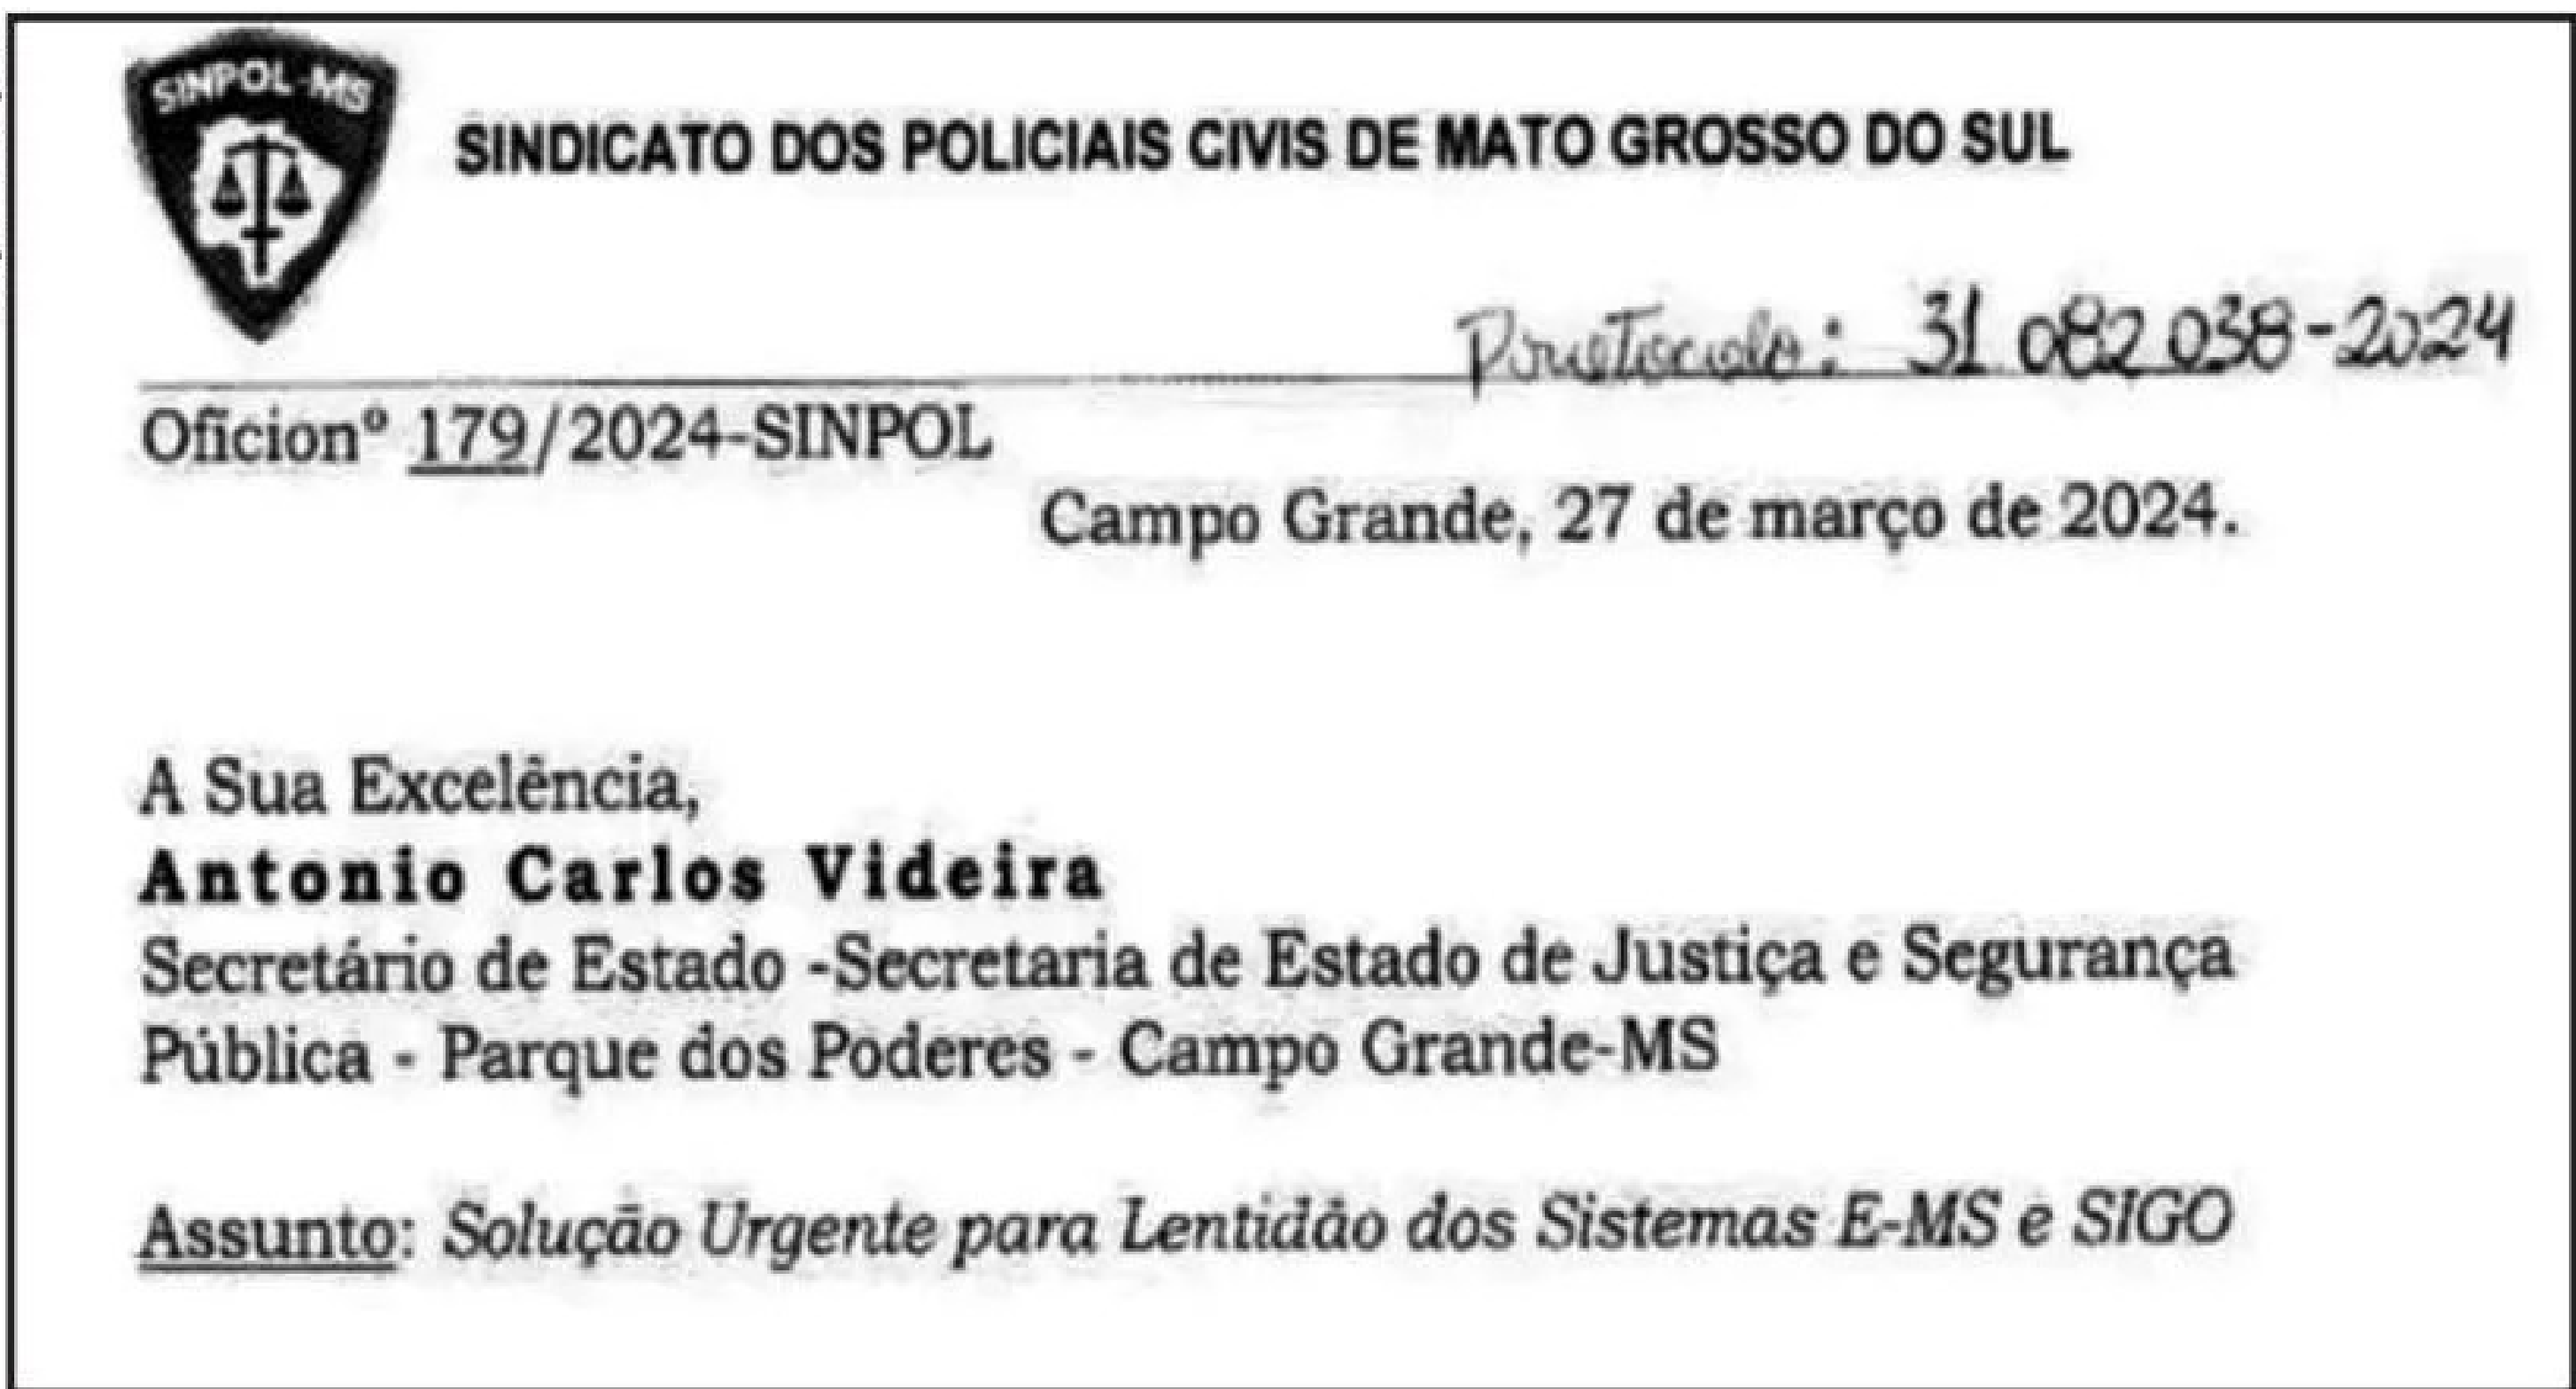 SINPOL-MS
SINDICATO DOS POLICIAIS CIVIS DE MATO GROSSO DO SUL
Protocolo: 31.082.038-2024
Oficionº 179/2024-SINPOL
Campo Grande, 27 de março de 2024.
A Sua Excelência,
Antonio Carlos Videira
Secretário de Estado -Secretaria de Estado de Justiça e Segurança
Pública - Parque dos Poderes - Campo Grande-MS
Assunto: Solução Urgente para Lentidão dos Sistemas E-MS e SIGO